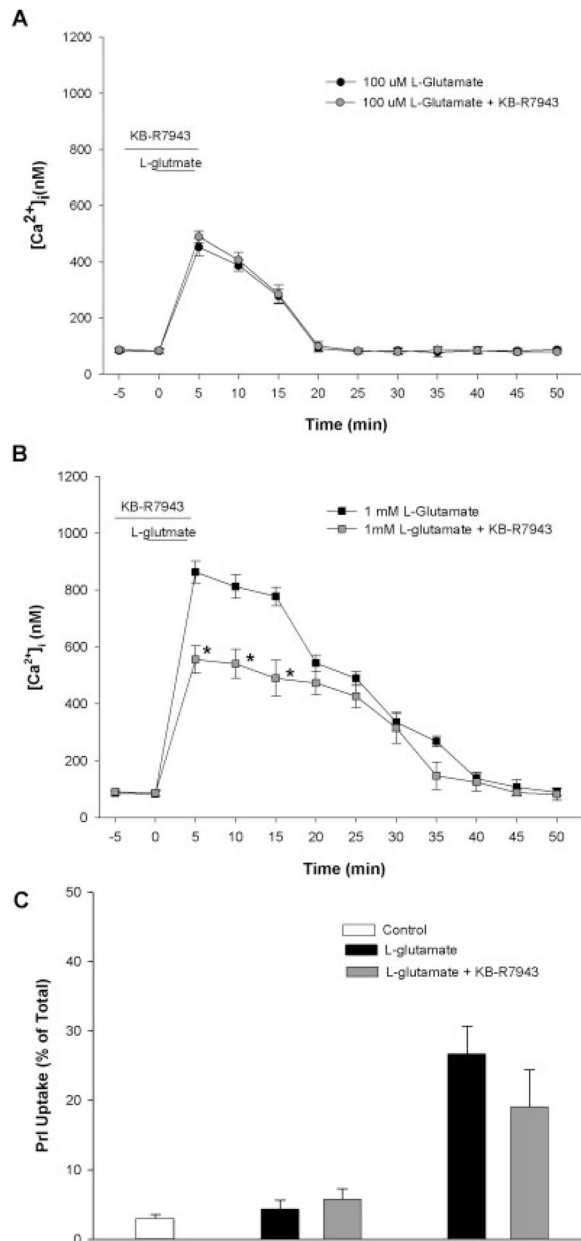 A
1200
1000
800
600
400
200
0
[Ca2+]i(nM)
100 uM L-Glutamate
100 uM L-Glutamate + KB-R7943
KB-R7943
L-glutmate
-5 0 5 10 15 20 25 30 35 40 45 50
Time (min)
B
1200
1000
800
600
400
200
0
[Ca2+]i (nM)
1 mM L-Glutamate
1mM L-glutamate + KB-R7943
KB-R7943
L-glutmate
* * *
-5 0 5 10 15 20 25 30 35 40 45 50
Time (min)
C
50
40
30
20
10
0
PrI Uptake (% of Total)
Control
L-glutamate
L-glutamate + KB-R7943